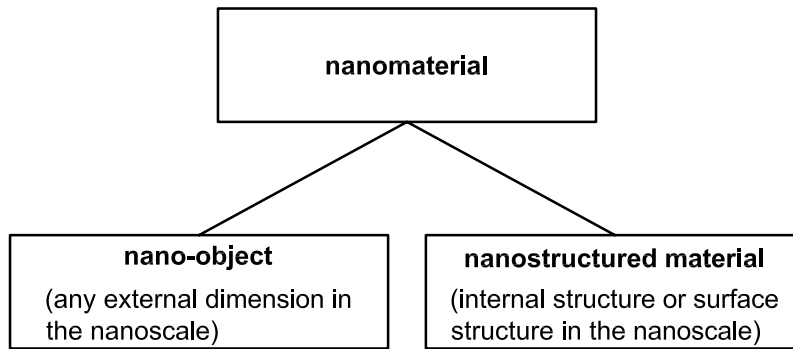 nanomaterial
nano-object
(any external dimension in
the nanoscale)
nanostructured material
(internal structure or surface
structure in the nanoscale)